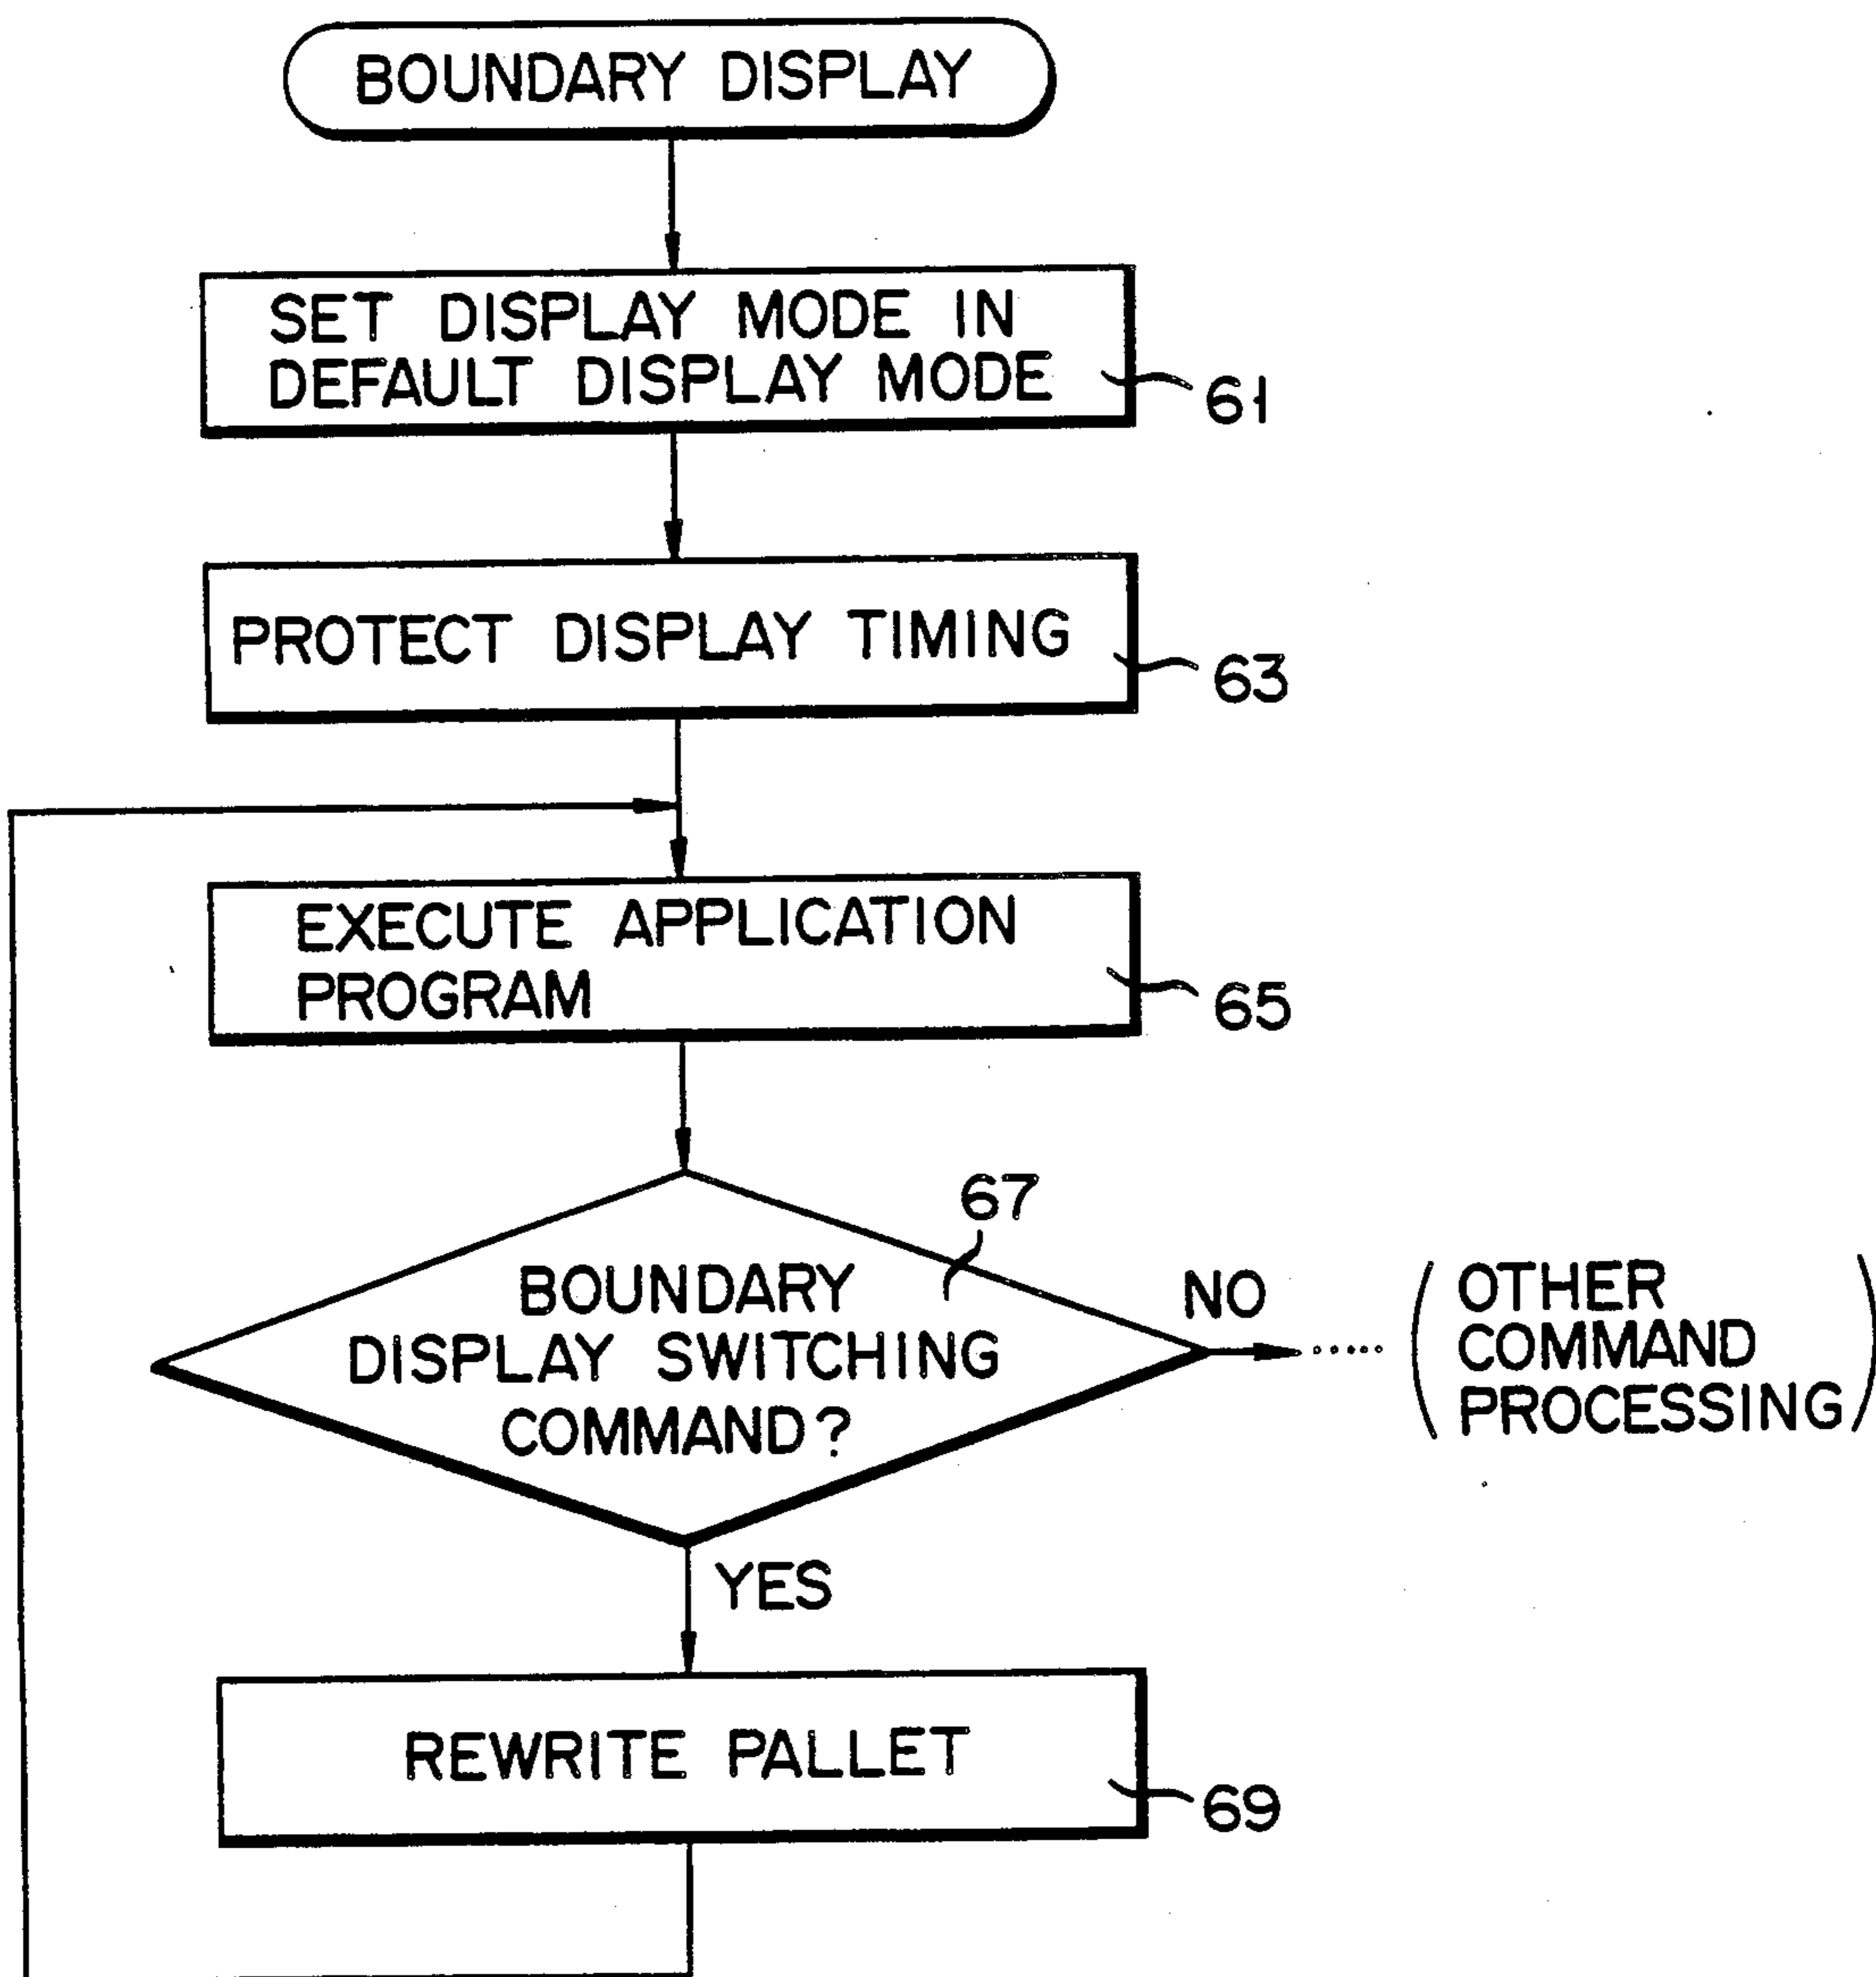 BOUNDARY DISPLAY
SET DISPLAY MODE IN
DEFAULT DISPLAY MODE
61
PROTECT DISPLAY TIMING
63
EXECUTE APPLICATION
PROGRAM
65
67
BOUNDARY
DISPLAY SWITCHING
COMMAND?
NO
(OTHER
COMMAND
PROCESSING)
YES
REWRITE PALLET
69